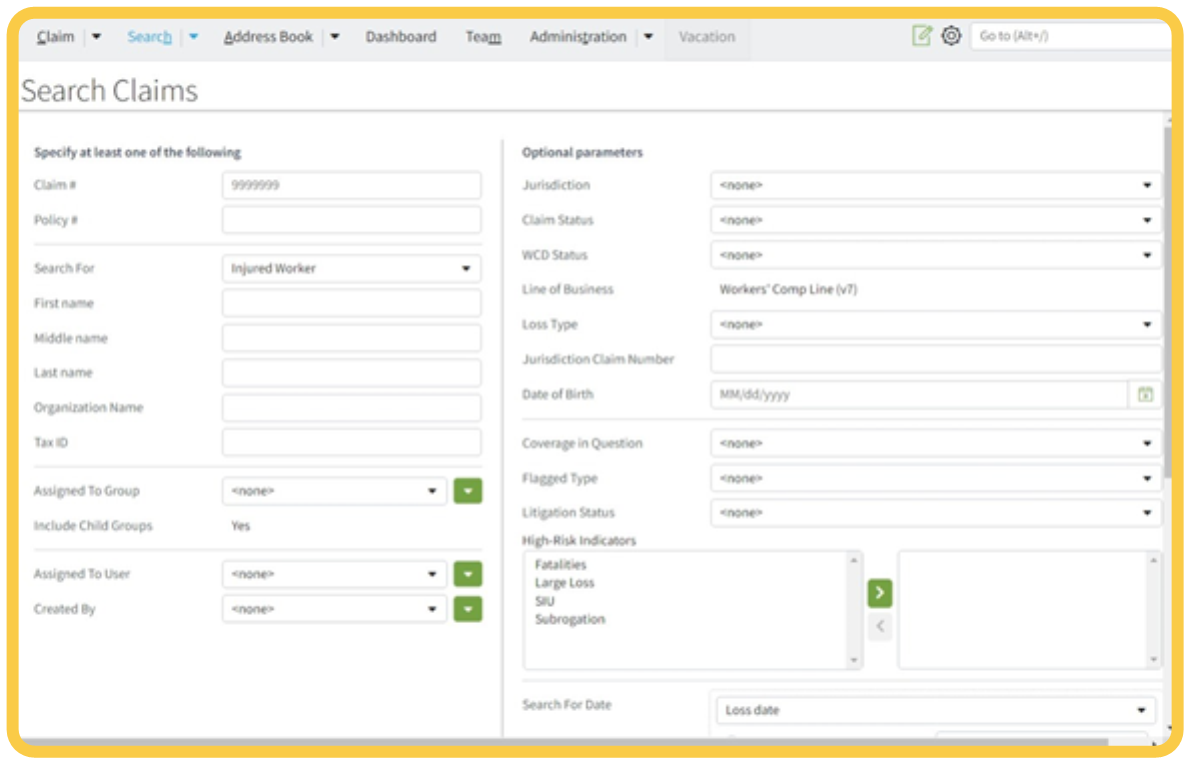 Claim Search Address Book Dashboard Team Administration Vacation Go to (Alt+/)
Search Claims
Specify at least one of the following
Claim # 9999999
Policy #
Search For Injured Worker
First name
Middle name
Last name
Organization Name
Tax ID
Assigned To Group <none>
Include Child Groups Yes
Assigned To User <none>
Created By <none>
Optional parameters
Jurisdiction <none>
Claim Status <none>
WCD Status <none>
Line of Business Workers' Comp Line (v7)
Loss Type <none>
Jurisdiction Claim Number
Date of Birth MM/dd/yyyy
Coverage in Question <none>
Flagged Type <none>
Litigation Status <none>
High-Risk Indicators
Fatalities
Large Loss
SIU
Subrogation
Search For Date Loss date